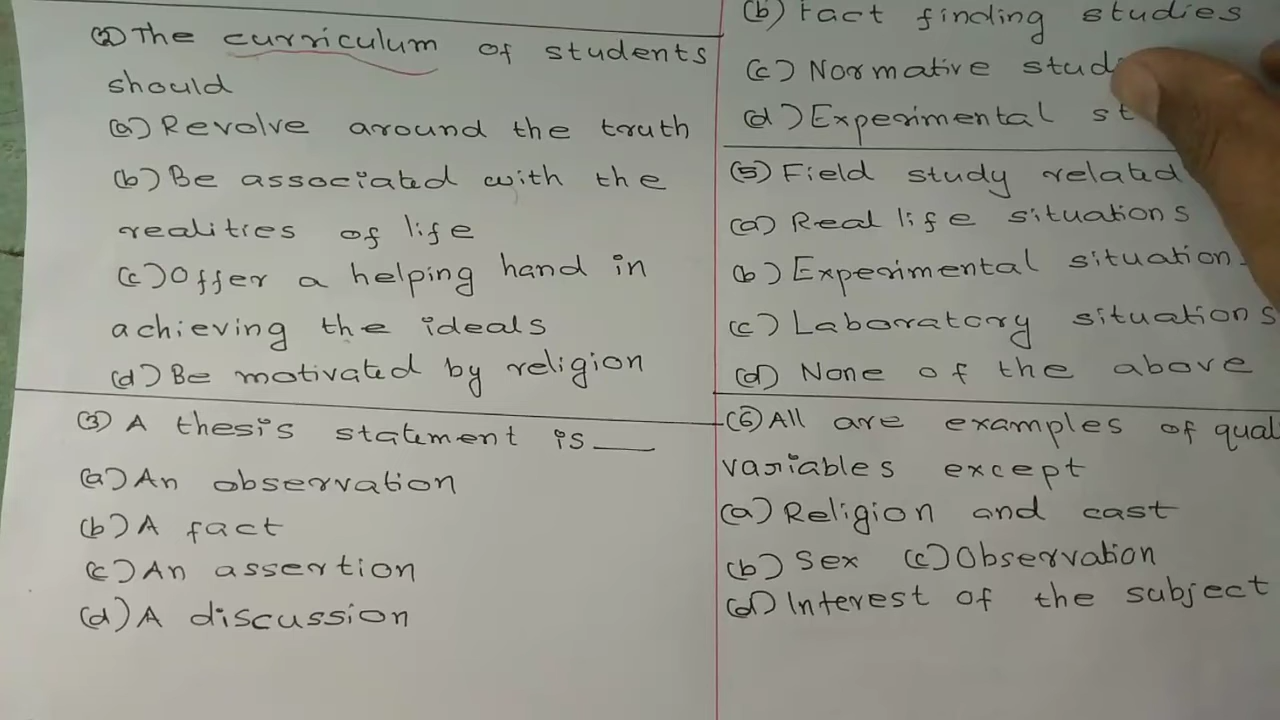 (2) The curriculum of students
should
(a) Revolve around the truth
(b) Be associated with the
realities of life
(c) Offer a helping hand in
achieving the ideals
(d) Be motivated by religion
(3) A thesis statement is ___
(a) An observation
(b) A fact
(c) An assertion
(d) A discussion
(b) Fact finding studies
(c) Normative
(d) Experimental
(5) Field study related
(a) Real life situations
(b) Experimental situation
(c) Laboratory situations
(d) None of the above
(6) All are examples of qual
variables except
(a) Religion and cast
(b) Sex (c) Observation
(d) Interest of the subject